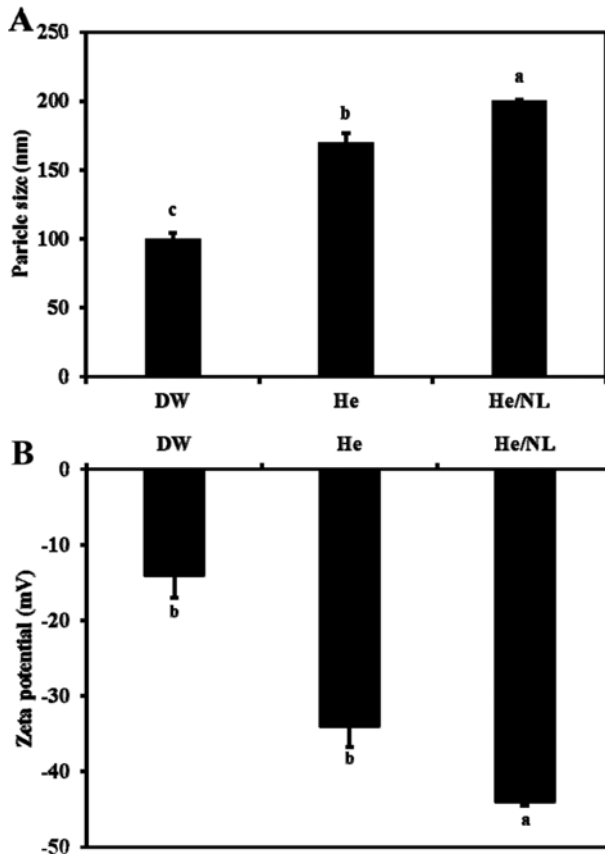 A
250
200
150
100
50
0
Paricle size (nm)
c
b
a
DW He He/NL
B
DW He He/NL
0
-10
-20
-30
-40
-50
Zeta potential (mV)
b
b
a